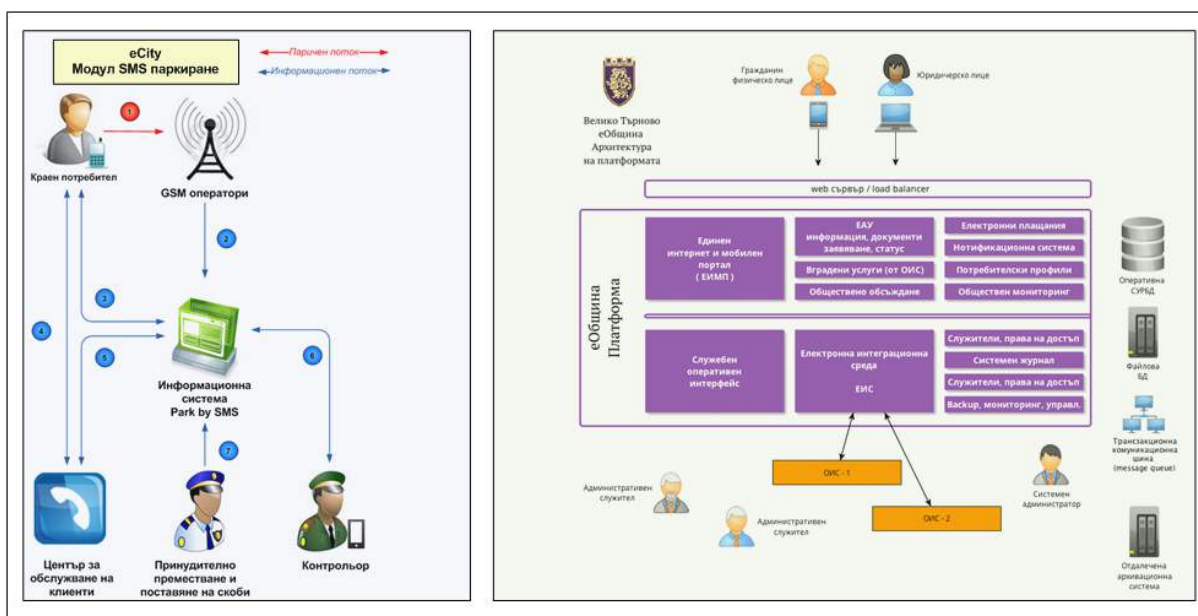 eCity
Модул SMS паркиране
Паричен поток
Информационен поток
1
Краен потребител
GSM оператори
2
3
4
5
6
Информационна
система
Park by SMS
7
Център за
обслужване на
клиенти
Принудително
преместване и
поставяне на скоби
Контрольор
Велико Търново
еОбщина
Архитектура
на платформата
Гражданин
физическо лице
Юридичерско лице
web сървър / load balancer
еОбщина
Платформа
Единен
интернет и мобилен
портал
( ЕИМП )
ЕАУ
информация, документи
заявяване, статус
Вградени услуги (от ОИС)
Обществено обсъждане
Електронни плащания
Нотификационна система
Потребителски профили
Обществен мониторинг
Служебен
оперативен
интерфейс
Електронна интеграционна
среда
ЕИС
Служители, права на достъп
Системен журнал
Служители, права на достъп
Backup, мониторинг, управл.
Оперативна
СУРБД
Файлова
БД
Трансзакционна
комуникационна
шина
(message queue)
Отдалечена
архивационна
система
ОИС - 1
ОИС - 2
Административен
служител
Административен
служител
Системен
администратор